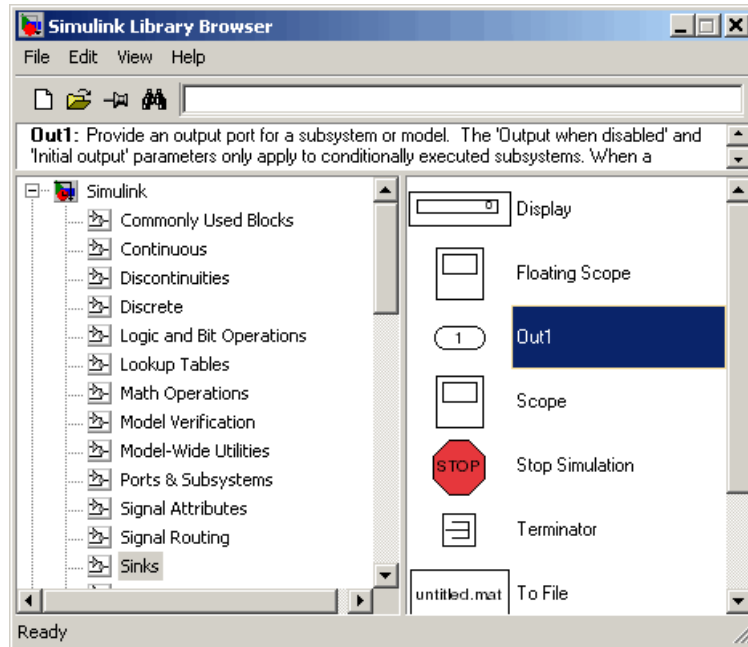 Simulink Library Browser
File Edit View Help
Out1: Provide an output port for a subsystem or model. The 'Output when disabled' and
'Initial output' parameters only apply to conditionally executed subsystems. When a
Simulink
Commonly Used Blocks
Continuous
Discontinuities
Discrete
Logic and Bit Operations
Lookup Tables
Math Operations
Model Verification
Model-Wide Utilities
Ports & Subsystems
Signal Attributes
Signal Routing
Sinks
Display
Floating Scope
1 Out1
Scope
STOP Stop Simulation
Terminator
untitled.mat To File
Ready